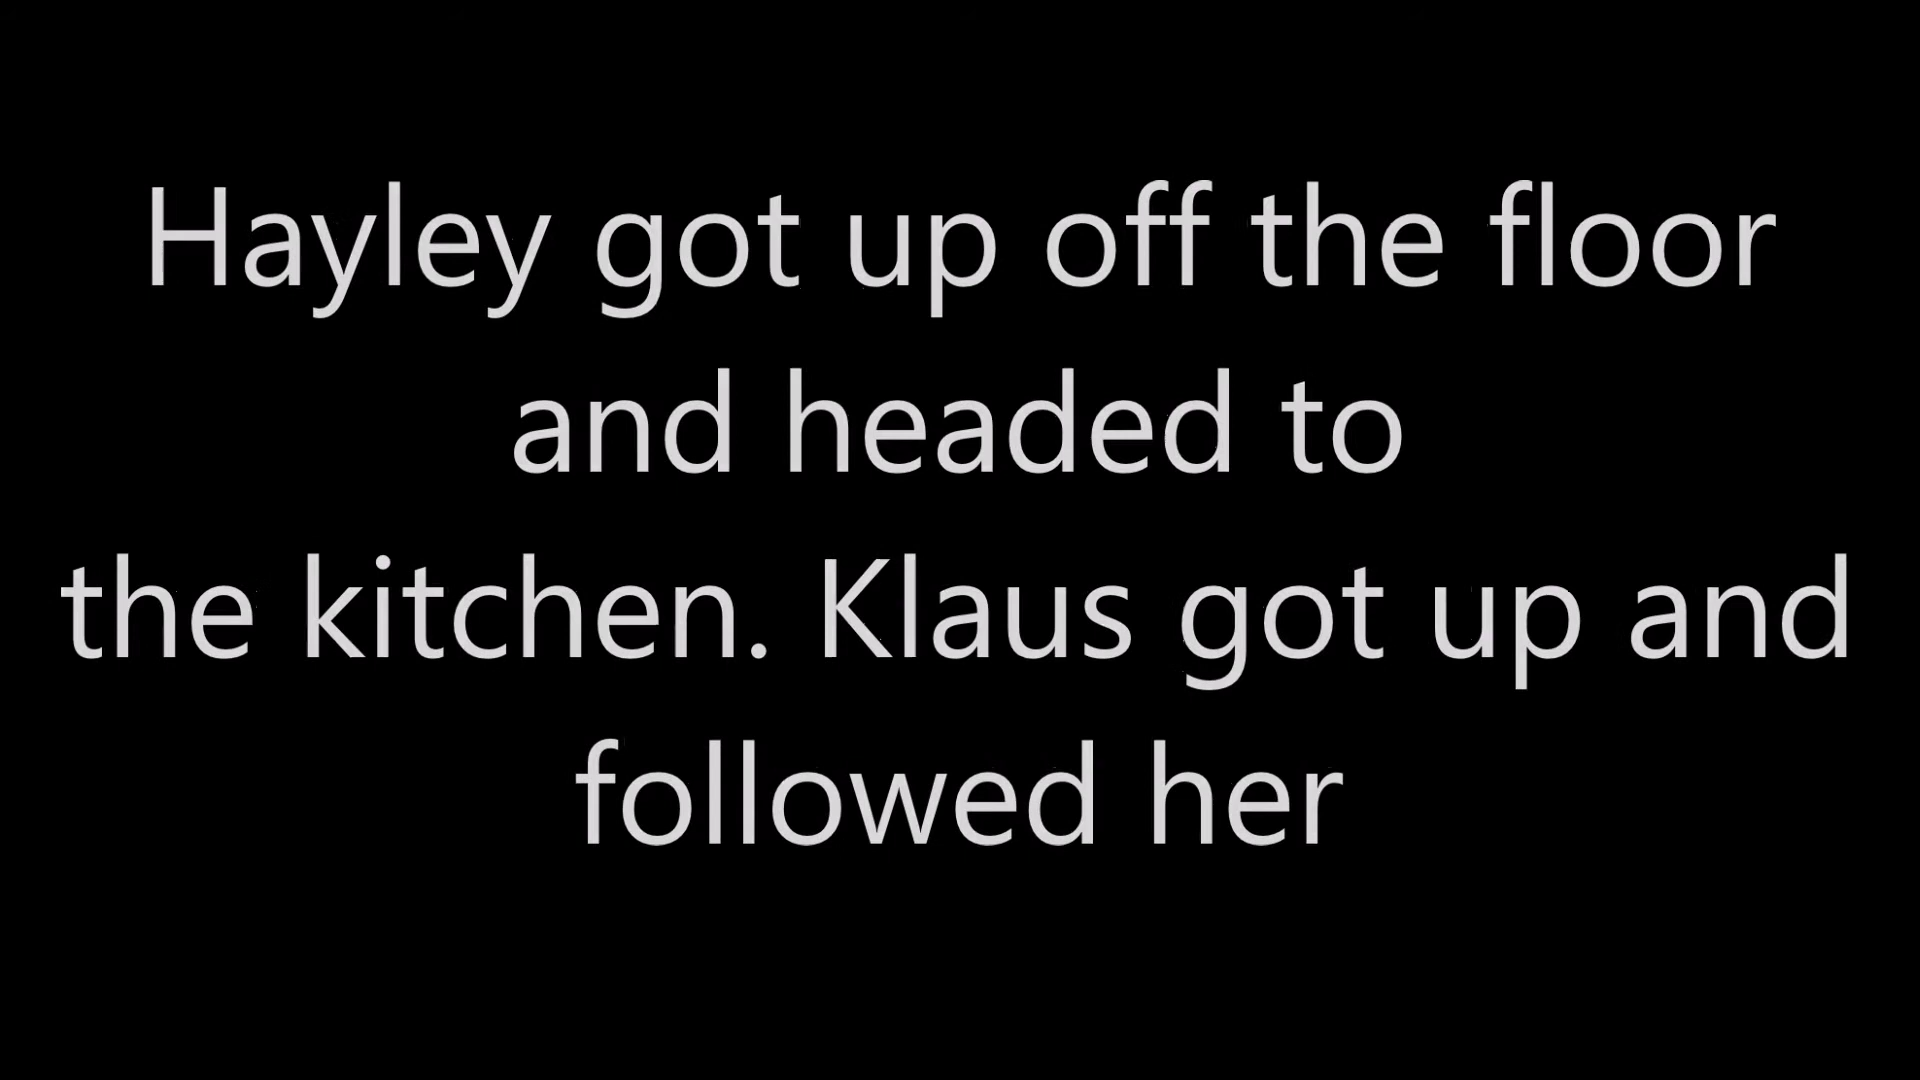 Hayley got up off the floor
and headed to
the kitchen. Klaus got up and
followed her